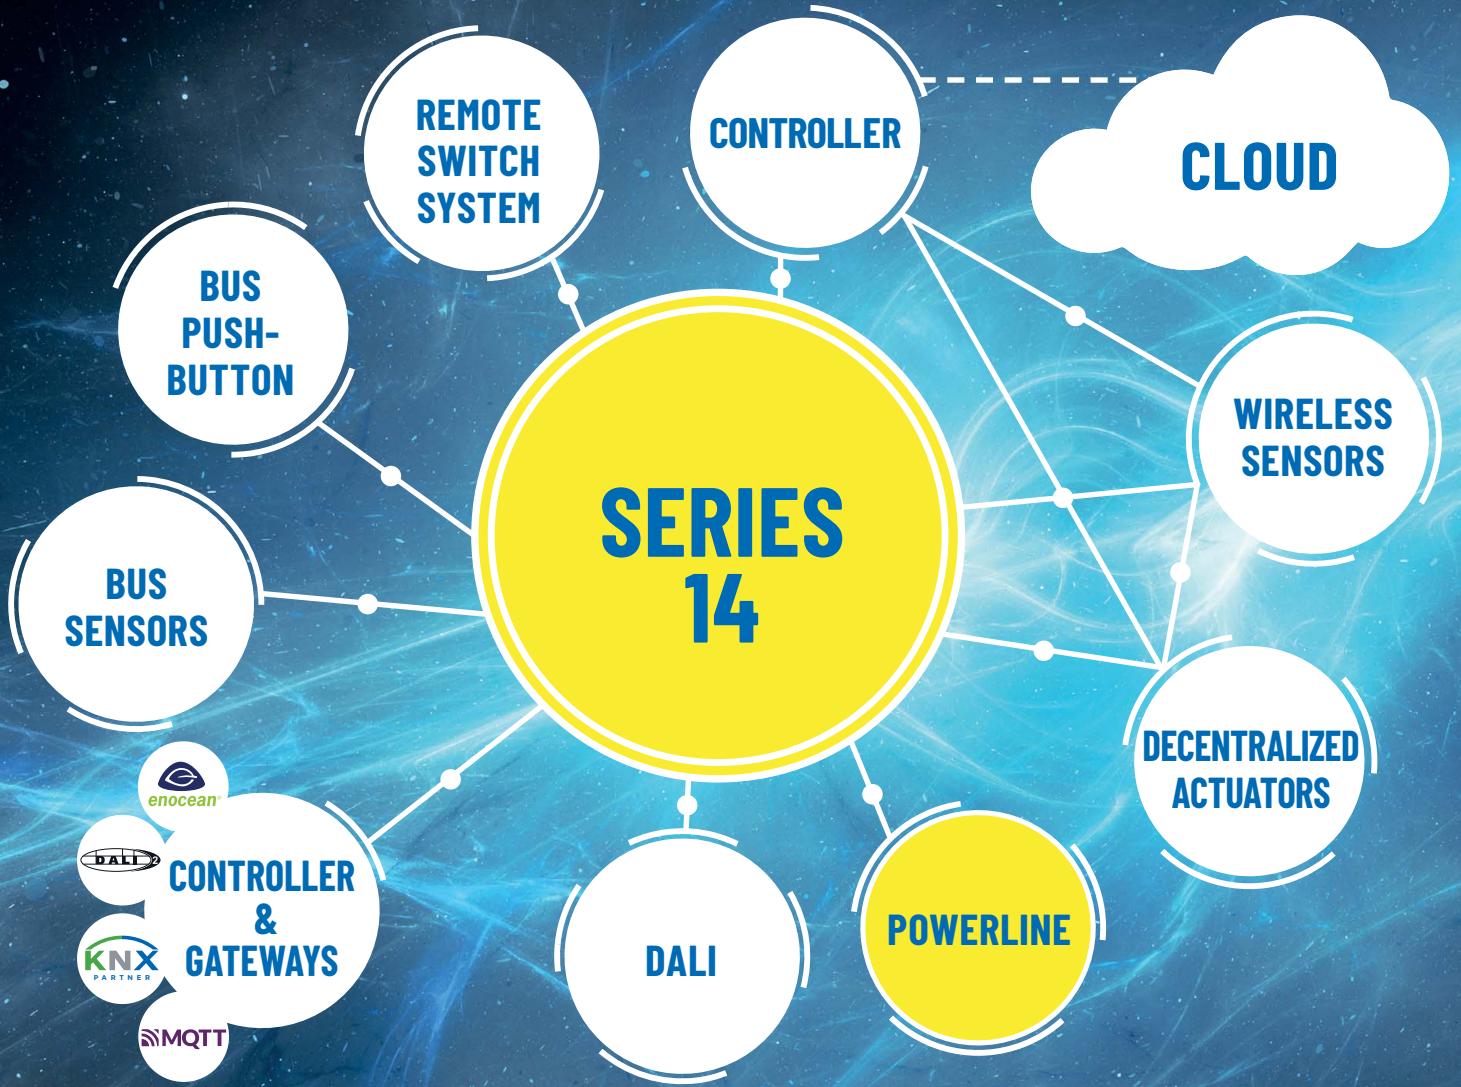 REMOTE
SWITCH
SYSTEM
CONTROLLER
CLOUD
BUS
PUSH-
BUTTON
WIRELESS
SENSORS
SERIES
14
BUS
SENSORS
DECENTRALIZED
ACTUATORS
enocean®
DALI 2
CONTROLLER
&
GATEWAYS
KNX
PARTNER
MQTT
DALI
POWERLINE